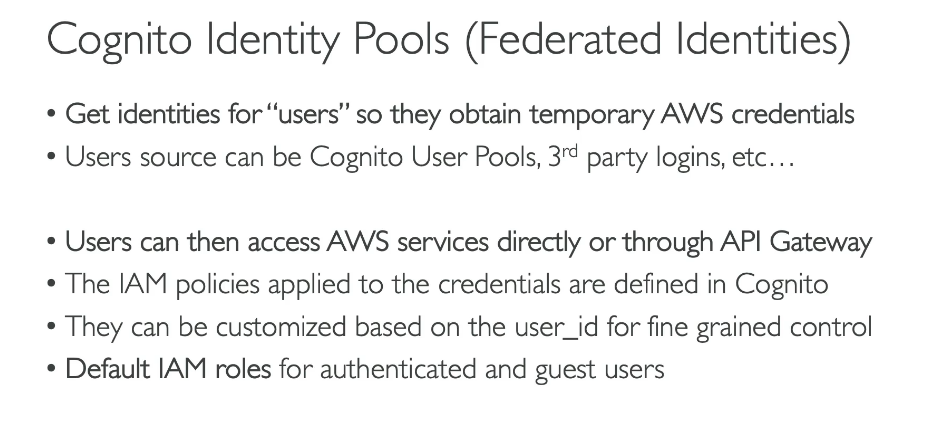 Cognito Identity Pools (Federated Identities)
• Get identities for “users” so they obtain temporary AWS credentials
• Users source can be Cognito User Pools, 3rd party logins, etc…
• Users can then access AWS services directly or through API Gateway
• The IAM policies applied to the credentials are defined in Cognito
• They can be customized based on the user_id for fine grained control
• Default IAM roles for authenticated and guest users